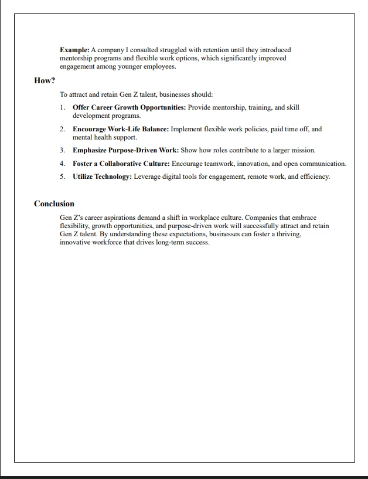 Example: A company I consulted struggled with retention until they introduced
mentorship programs and flexible work options, which significantly improved
engagement among younger employees.
How?
To attract and retain Gen Z talent, businesses should:
1. Offer Career Growth Opportunities: Provide mentorship, training, and skill
development programs.
2. Encourage Work-Life Balance: Implement flexible work policies, paid time off, and
mental health support.
3. Emphasize Purpose-Driven Work: Show how roles contribute to a larger mission.
4. Foster a Collaborative Culture: Encourage teamwork, innovation, and open communication.
5. Utilize Technology: Leverage digital tools for engagement, remote work, and efficiency.
Conclusion
Gen Z's career aspirations demand a shift in workplace culture. Companies that embrace
flexibility, growth opportunities, and purpose-driven work will successfully attract and retain
Gen Z talent. By understanding these expectations, businesses can foster a thriving,
innovative workforce that drives long-term success.